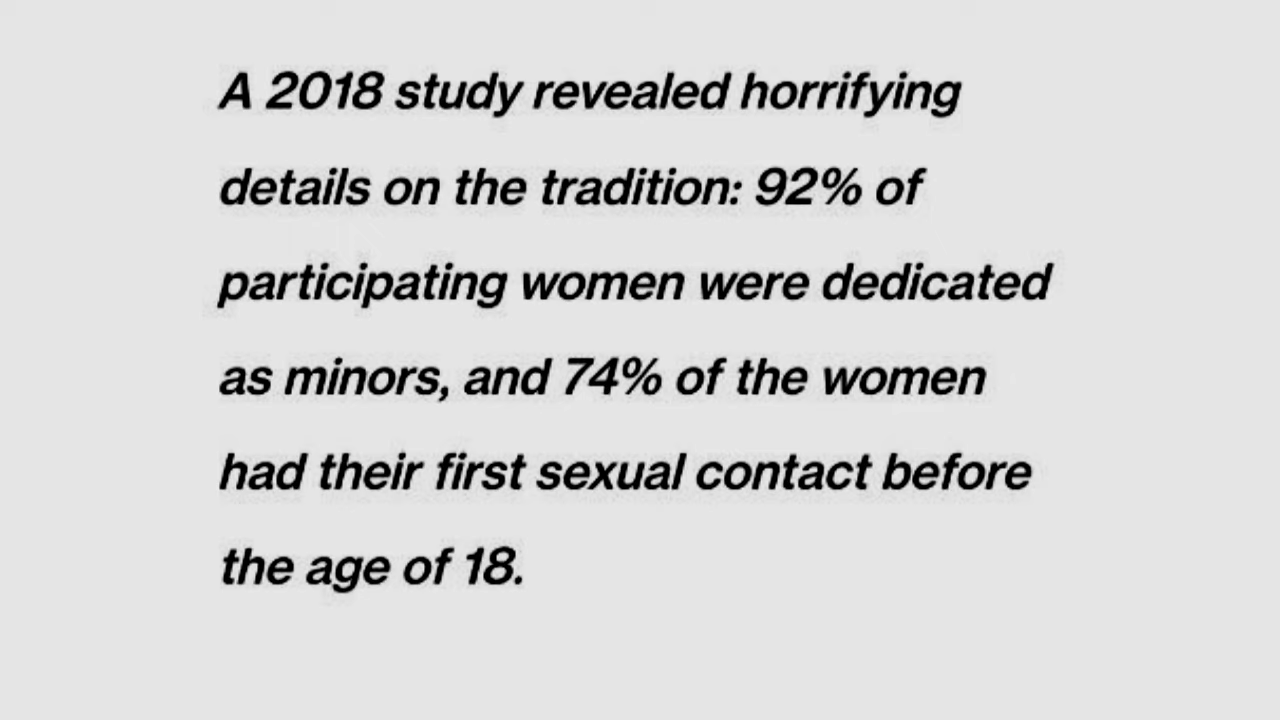 A 2018 study revealed horrifying
details on the tradition: 92% of
participating women were dedicated
as minors, and 74% of the women
had their first sexual contact before
the age of 18.